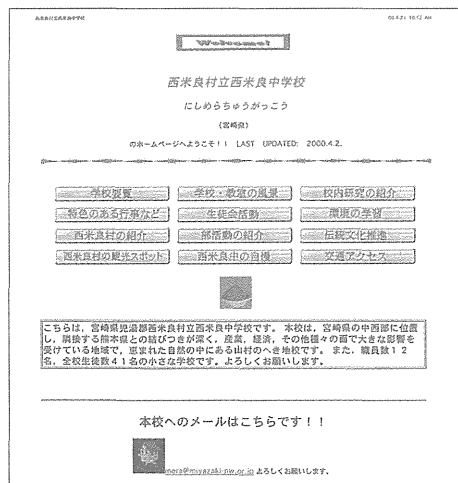 西米良村立西米良中学校
Welcome!
西米良村立西米良中学校
にしめらちゅうがっこう
(宮崎県)
のホームページへようこそ!! LAST UPDATED: 2000.4.2.
学校概要 学校・教室の風景 校内研究の紹介
特色のある行事など 生徒会活動 環境の学習
西米良村の紹介 部活動の紹介 伝統文化推進
西米良村の観光スポット 西米良中の自慢 交通アクセス
こちらは,宮崎県児湯郡西米良村立西米良中学校です。 本校は,宮崎県の中西部に位置
し,隣接する熊本県との結びつきが深く,産業,経済,その他種々の面で大きな影響を
受けている地域で,恵まれた自然の中にある山村のへき地校です。また,職員数12
名,全校生徒数41名の小さな学校です。よろしくお願いします。
本校へのメールはこちらです!!
mera@miyazaki-nw.or.jp よろしくお願いします。